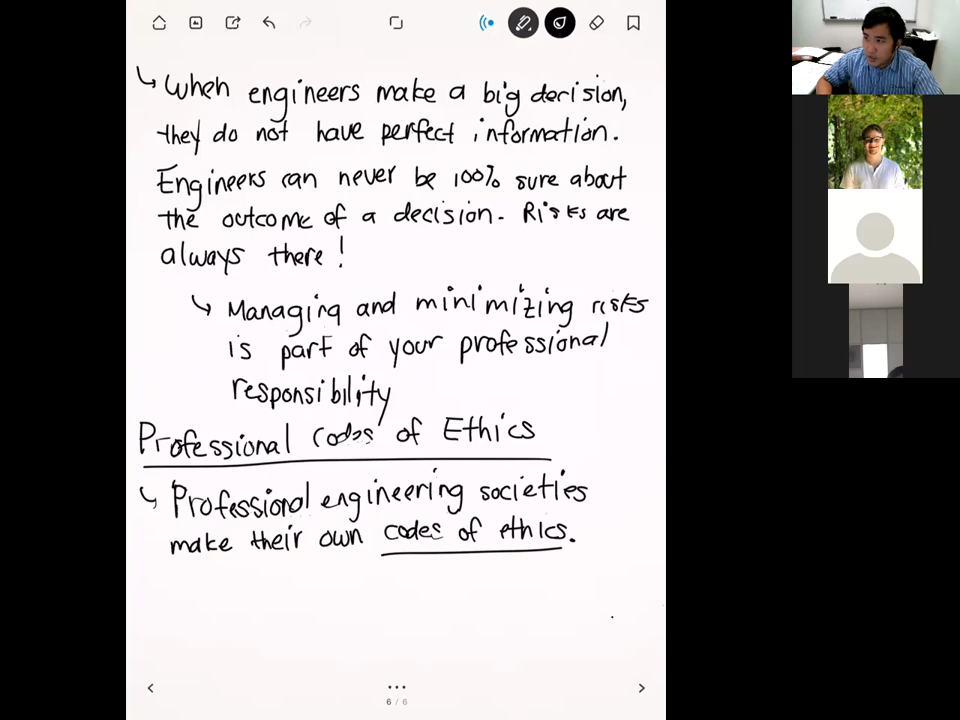 When engineers make a big decision,
they do not have perfect information.
Engineers can never be 100% sure about
the outcome of a decision. Risks are
always there!
Managing and minimizing risks
is part of your professional
responsibility
Professional codes of Ethics
Professional engineering societies
make their own codes of ethics.
6 / 6